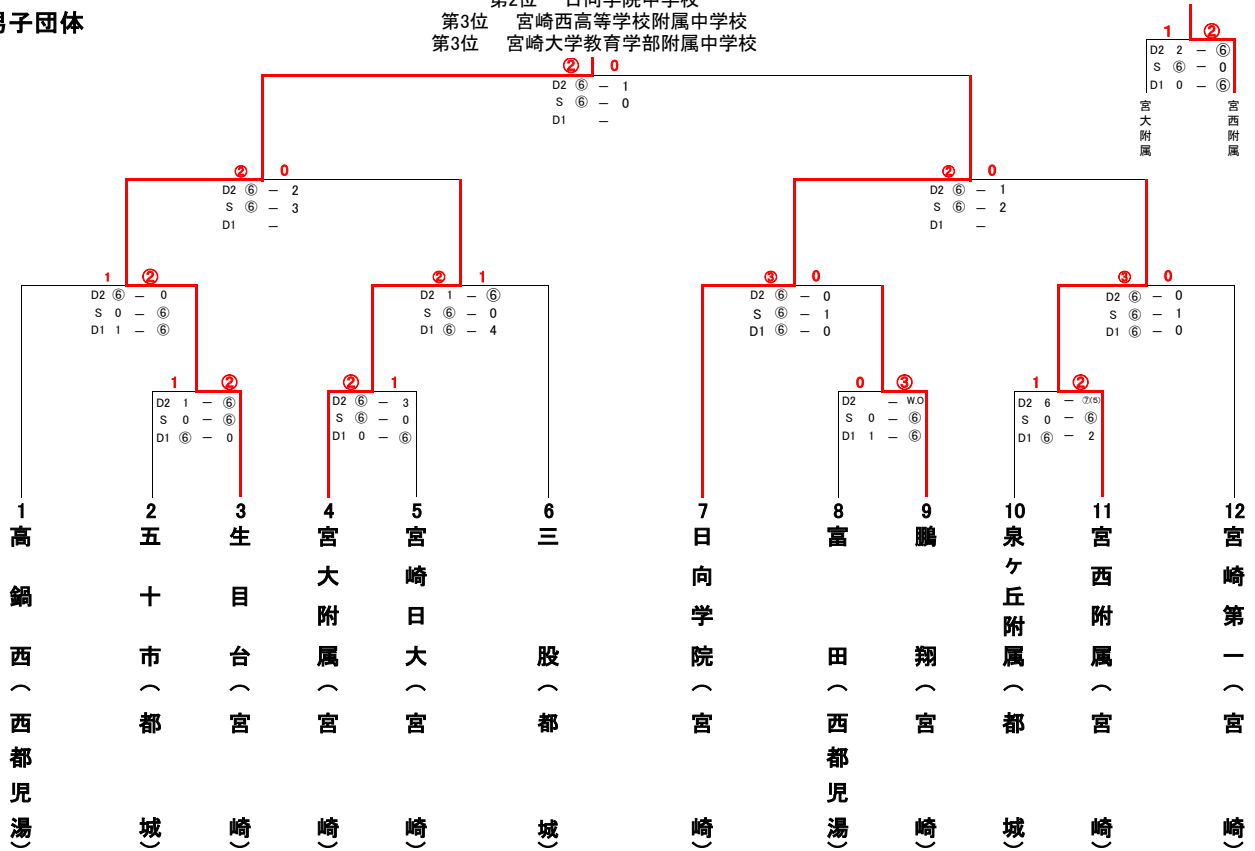 男子団体
第2位 日向学院中学校
第3位 宮崎西高等学校附属中学校
第3位 宮崎大学教育学部附属中学校
② 0
D2 ⑥ － 1
S ⑥ － 0
D1 －
1 ②
D2 2 － ⑥
S ⑥ － 0
D1 0 － ⑥
宮大附属
宮西附属
② 0
D2 ⑥ － 2
S ⑥ － 3
D1 －
② 0
D2 ⑥ － 1
S ⑥ － 2
D1 －
1 ②
D2 ⑥ － 0
S 0 － ⑥
D1 1 － ⑥
② 1
D2 1 － ⑥
S ⑥ － 0
D1 ⑥ － 4
③ 0
D2 ⑥ － 0
S ⑥ － 1
D1 ⑥ － 0
③ 0
D2 ⑥ － 0
S ⑥ － 1
D1 ⑥ － 0
1 ②
D2 1 － ⑥
S 0 － ⑥
D1 ⑥ － 0
② 1
D2 ⑥ － 3
S ⑥ － 0
D1 0 － ⑥
0 ③
D2 － W.O
S 0 － ⑥
D1 1 － ⑥
1 ②
D2 6 － ⑦(5)
S 0 － ⑥
D1 ⑥ － 2
1 高鍋西（西都児湯）
2 五十市（都城）
3 生目台（宮崎）
4 宮大附属（宮崎）
5 宮崎日大（宮崎）
6 三股（都城）
7 日向学院（宮崎）
8 富田（西都児湯）
9 鵬翔（宮崎）
10 泉ヶ丘附属（都城）
11 宮西附属（宮崎）
12 宮崎第一（宮崎）